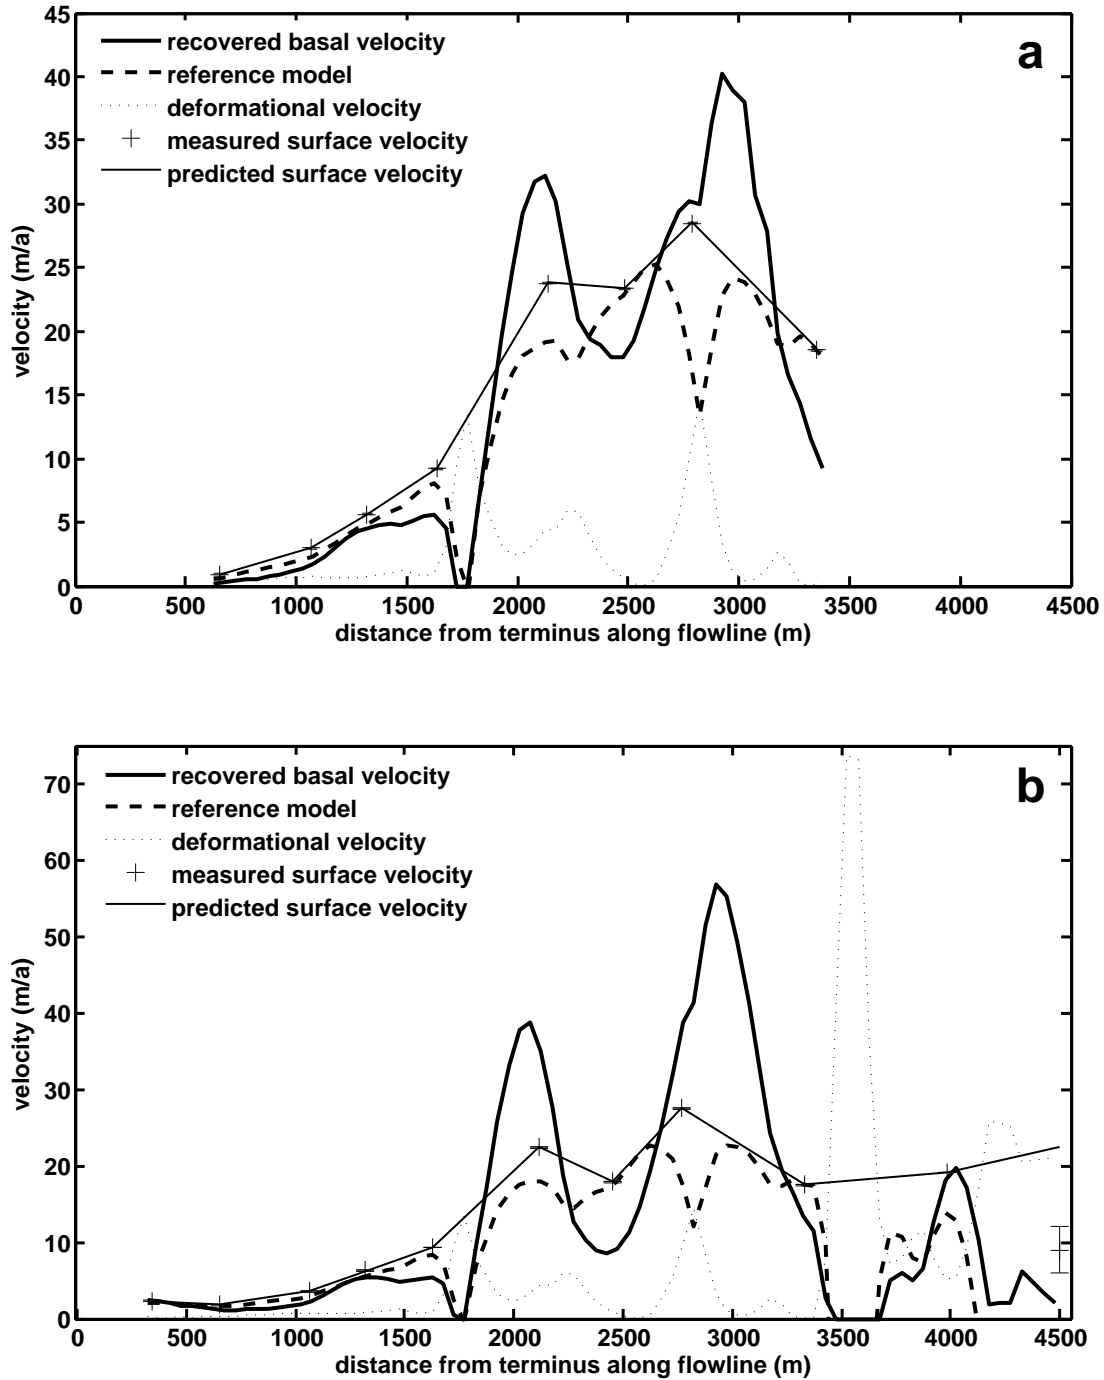 45
40
35
30
25
20
15
10
5
0
velocity (m/a)
recovered basal velocity
reference model
deformational velocity
measured surface velocity
predicted surface velocity
a
0 500 1000 1500 2000 2500 3000 3500 4000 4500
distance from terminus along flowline (m)
70
60
50
40
30
20
10
0
velocity (m/a)
recovered basal velocity
reference model
deformational velocity
measured surface velocity
predicted surface velocity
b
0 500 1000 1500 2000 2500 3000 3500 4000 4500
distance from terminus along flowline (m)